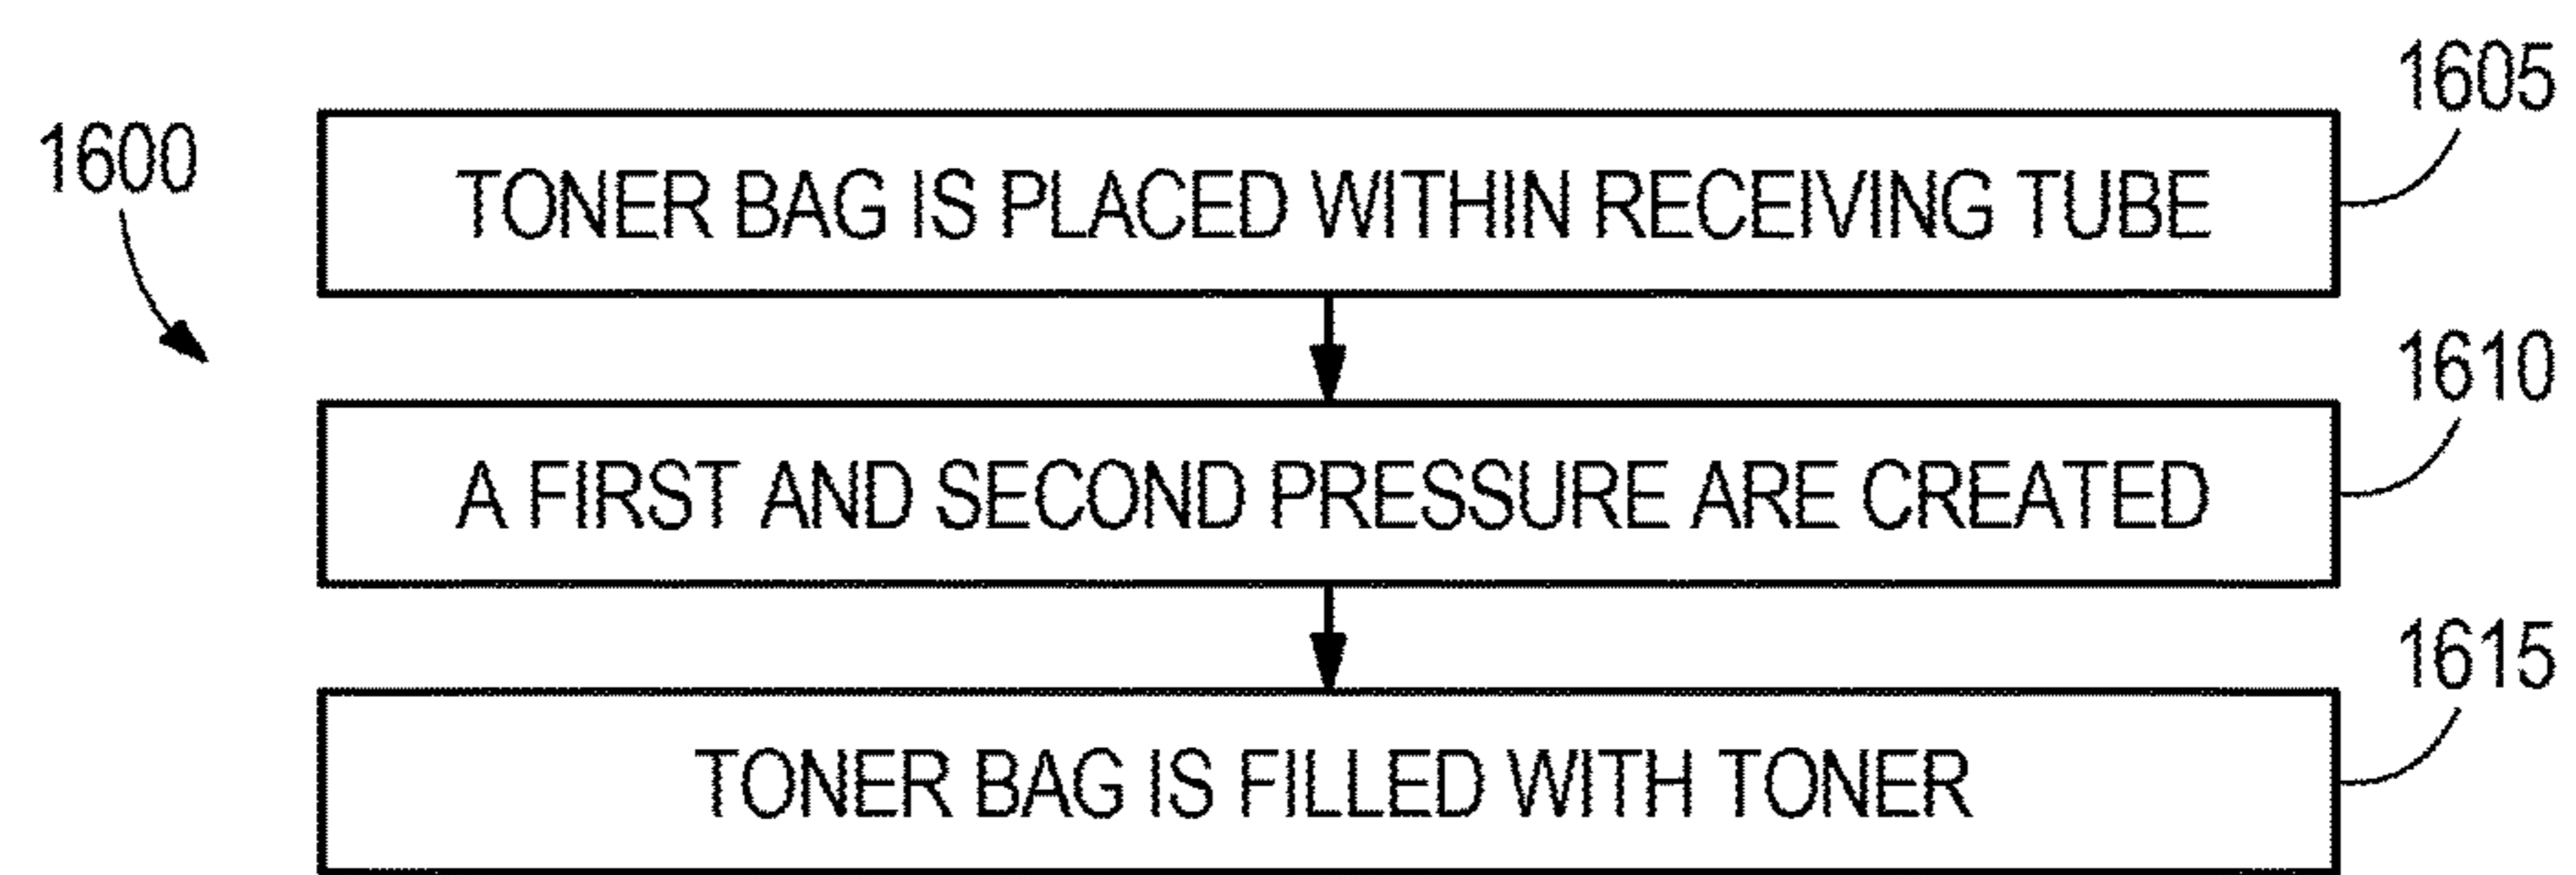 1600
1605
TONER BAG IS PLACED WITHIN RECEIVING TUBE
1610
A FIRST AND SECOND PRESSURE ARE CREATED
1615
TONER BAG IS FILLED WITH TONER